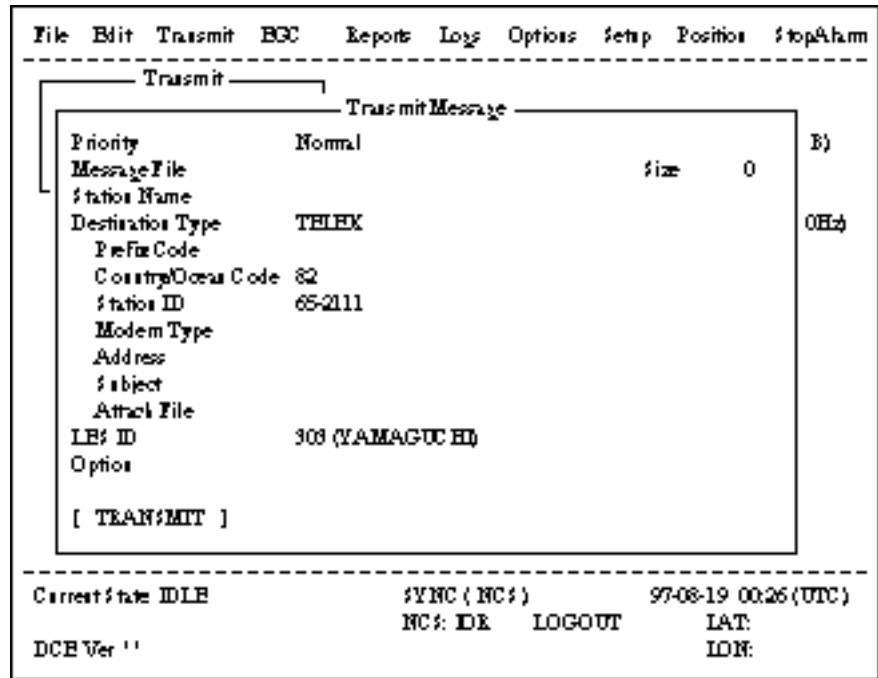 File Edit Transmit EGC Reports Logs Options Setup Position StopAlarm
Transmit
Transmit Message
Priority Normal B)
Message File Size 0
Station Name
Destination Type TELEX 0Hz)
Prefix Code
Country/Ocean Code 82
Station ID 65-2111
Modem Type
Address
Subject
Attach File
LES ID 303 (YAMAGUCHI)
Option
[ TRANSMIT ]
Current State IDLE SYNC ( NCS ) 97-08-19 00:26 (UTC)
NCS: IDR LOGOUT LAT:
DCE Ver '' LON: